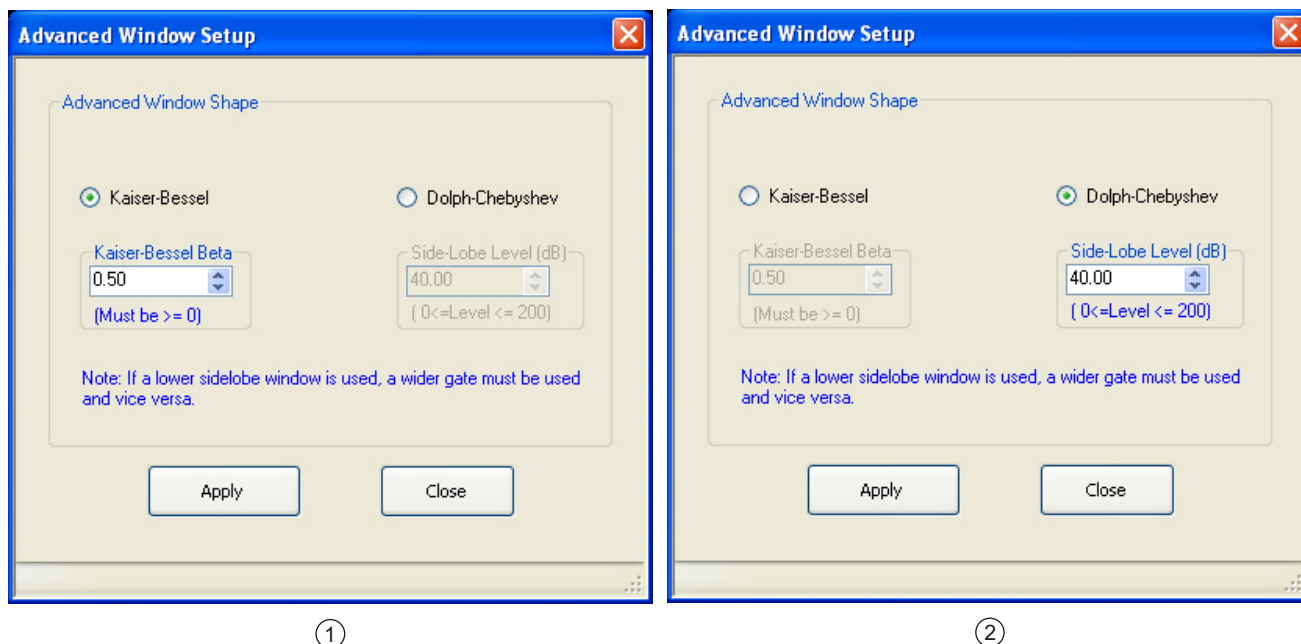 Advanced Window Setup
Advanced Window Shape
Kaiser-Bessel
Dolph-Chebyshev
Kaiser-Bessel Beta
0.50
(Must be >= 0)
Side-Lobe Level (dB)
40.00
( 0<=Level <= 200)
Note: If a lower sidelobe window is used, a wider gate must be used
and vice versa.
Apply
Close
1
Advanced Window Setup
Advanced Window Shape
Kaiser-Bessel
Dolph-Chebyshev
Kaiser-Bessel Beta
0.50
(Must be >= 0)
Side-Lobe Level (dB)
40.00
( 0<=Level <= 200)
Note: If a lower sidelobe window is used, a wider gate must be used
and vice versa.
Apply
Close
2